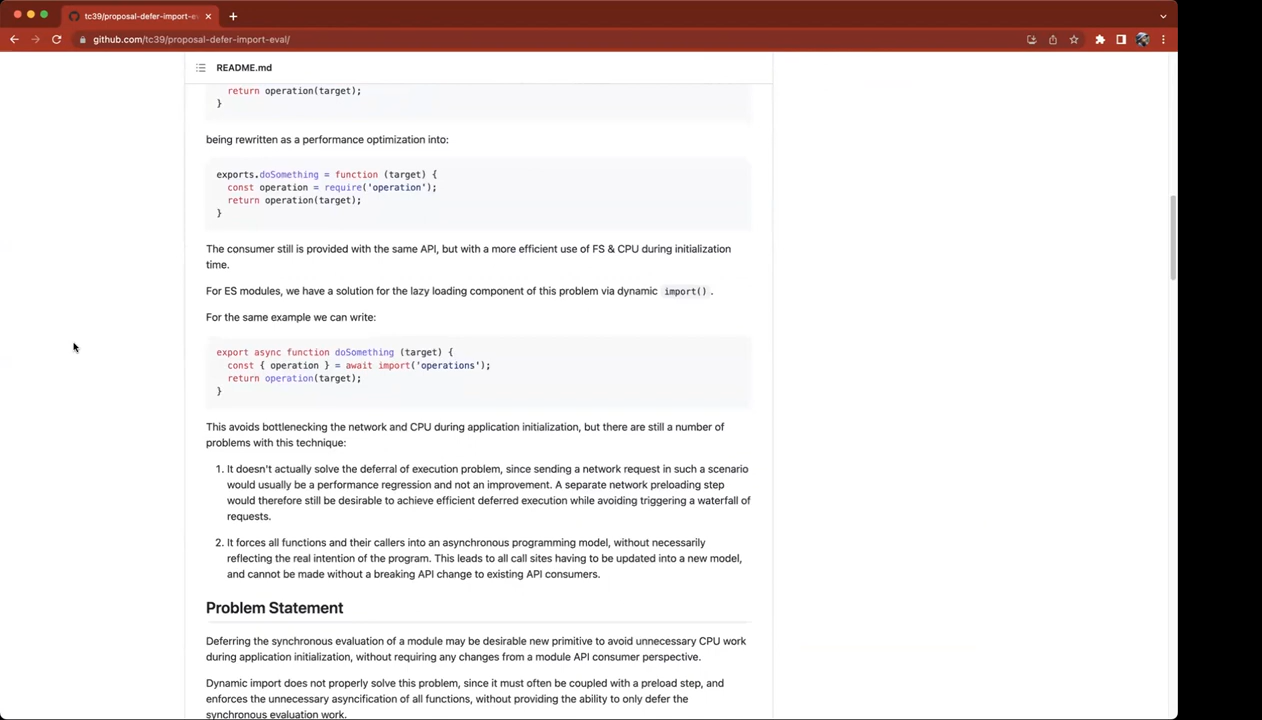 tc39/proposal-defer-import-ev
github.com/tc39/proposal-defer-import-eval/
README.md
return operation(target);
}
being rewritten as a performance optimization into:
exports.doSomething = function (target) {
const operation = require('operation');
return operation(target);
}
The consumer still is provided with the same API, but with a more efficient use of FS & CPU during initialization
time.
For ES modules, we have a solution for the lazy loading component of this problem via dynamic import() .
For the same example we can write:
export async function doSomething (target) {
const { operation } = await import('operations');
return operation(target);
}
This avoids bottlenecking the network and CPU during application initialization, but there are still a number of
problems with this technique:
1. It doesn't actually solve the deferral of execution problem, since sending a network request in such a scenario
would usually be a performance regression and not an improvement. A separate network preloading step
would therefore still be desirable to achieve efficient deferred execution while avoiding triggering a waterfall of
requests.
2. It forces all functions and their callers into an asynchronous programming model, without necessarily
reflecting the real intention of the program. This leads to all call sites having to be updated into a new model,
and cannot be made without a breaking API change to existing API consumers.
Problem Statement
Deferring the synchronous evaluation of a module may be desirable new primitive to avoid unnecessary CPU work
during application initialization, without requiring any changes from a module API consumer perspective.
Dynamic import does not properly solve this problem, since it must often be coupled with a preload step, and
enforces the unnecessary asyncification of all functions, without providing the ability to only defer the
synchronous evaluation work.